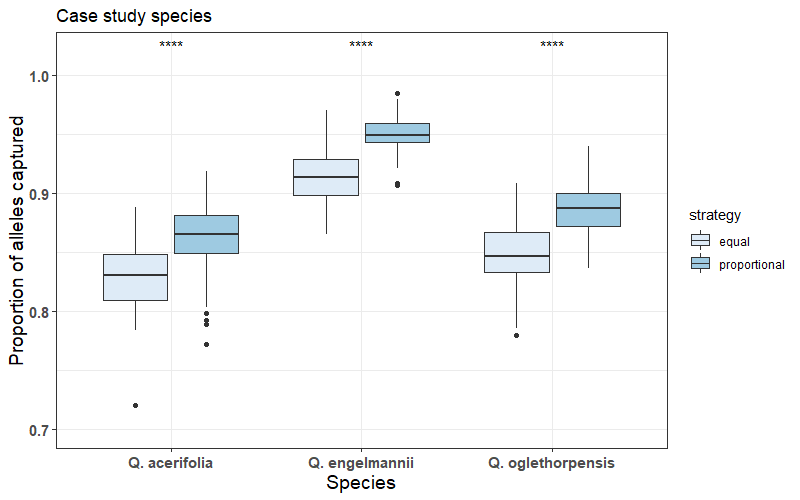 Case study species
**** **** ****
Proportion of alleles captured
1.0
0.9
0.8
0.7
Q. acerifolia Q. engelmannii Q. oglethorpensis
Species
strategy
equal
proportional